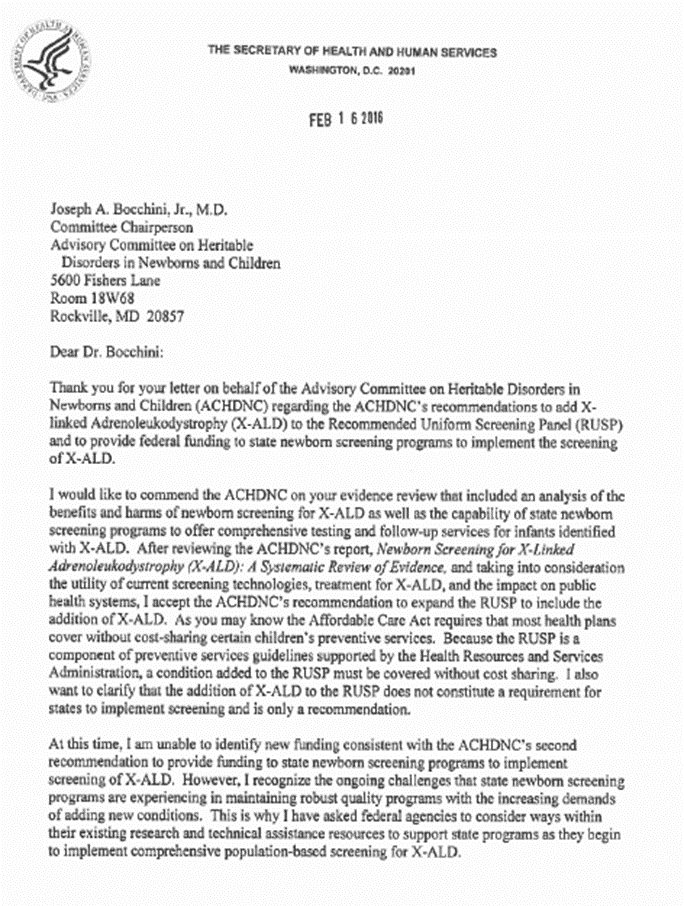 DEPARTMENT OF HEALTH & HUMAN SERVICES · USA
THE SECRETARY OF HEALTH AND HUMAN SERVICES
WASHINGTON, D.C. 20201
FEB 16 2016
Joseph A. Bocchini, Jr., M.D.
Committee Chairperson
Advisory Committee on Heritable
Disorders in Newborns and Children
5600 Fishers Lane
Room 18W68
Rockville, MD 20857
Dear Dr. Bocchini:
Thank you for your letter on behalf of the Advisory Committee on Heritable Disorders in
Newborns and Children (ACHDNC) regarding the ACHDNC's recommendations to add X-
linked Adrenoleukodystrophy (X-ALD) to the Recommended Uniform Screening Panel (RUSP)
and to provide federal funding to state newborn screening programs to implement the screening
of X-ALD.
I would like to commend the ACHDNC on your evidence review that included an analysis of the
benefits and harms of newborn screening for X-ALD as well as the capability of state newborn
screening programs to offer comprehensive testing and follow-up services for infants identified
with X-ALD. After reviewing the ACHDNC's report, Newborn Screening for X-Linked
Adrenoleukodystrophy (X-ALD): A Systematic Review of Evidence, and taking into consideration
the utility of current screening technologies, treatment for X-ALD, and the impact on public
health systems, I accept the ACHDNC's recommendation to expand the RUSP to include the
addition of X-ALD. As you may know the Affordable Care Act requires that most health plans
cover without cost-sharing certain children's preventive services. Because the RUSP is a
component of preventive services guidelines supported by the Health Resources and Services
Administration, a condition added to the RUSP must be covered without cost sharing. I also
want to clarify that the addition of X-ALD to the RUSP does not constitute a requirement for
states to implement screening and is only a recommendation.
At this time, I am unable to identify new funding consistent with the ACHDNC's second
recommendation to provide funding to state newborn screening programs to implement
screening of X-ALD. However, I recognize the ongoing challenges that state newborn screening
programs are experiencing in maintaining robust quality programs with the increasing demands
of adding new conditions. This is why I have asked federal agencies to consider ways within
their existing research and technical assistance resources to support state programs as they begin
to implement comprehensive population-based screening for X-ALD.